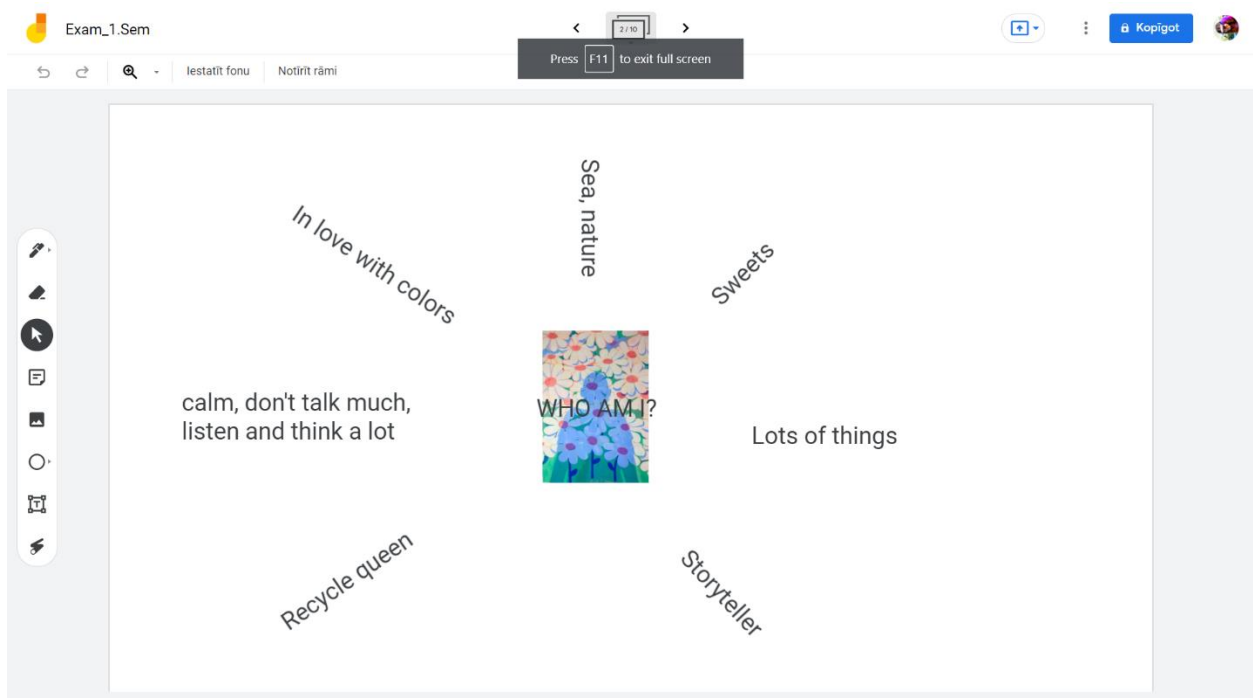 Exam_1.Sem
2 / 10
Kopīgot
Press F11 to exit full screen
Iestatīt fonu
Notīrīt rāmi
Sea, nature
In love with colors
Sweets
calm, don't talk much,
listen and think a lot
WHO AM I?
Lots of things
Recycle queen
Storyteller